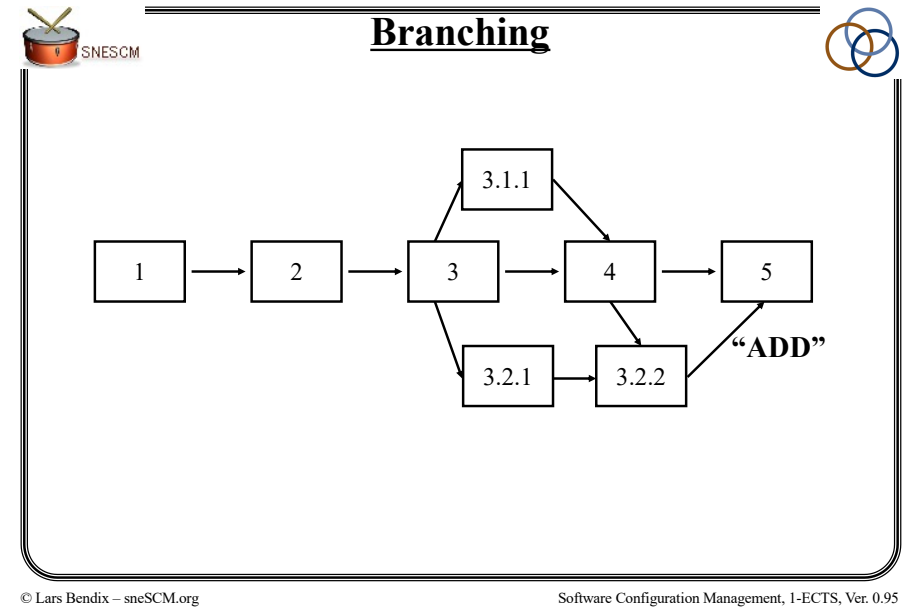 Branching
SNESCM
3.1.1
1
2
3
4
5
“ADD”
3.2.1
3.2.2
© Lars Bendix – sneSCM.org
Software Configuration Management, 1-ECTS, Ver. 0.95